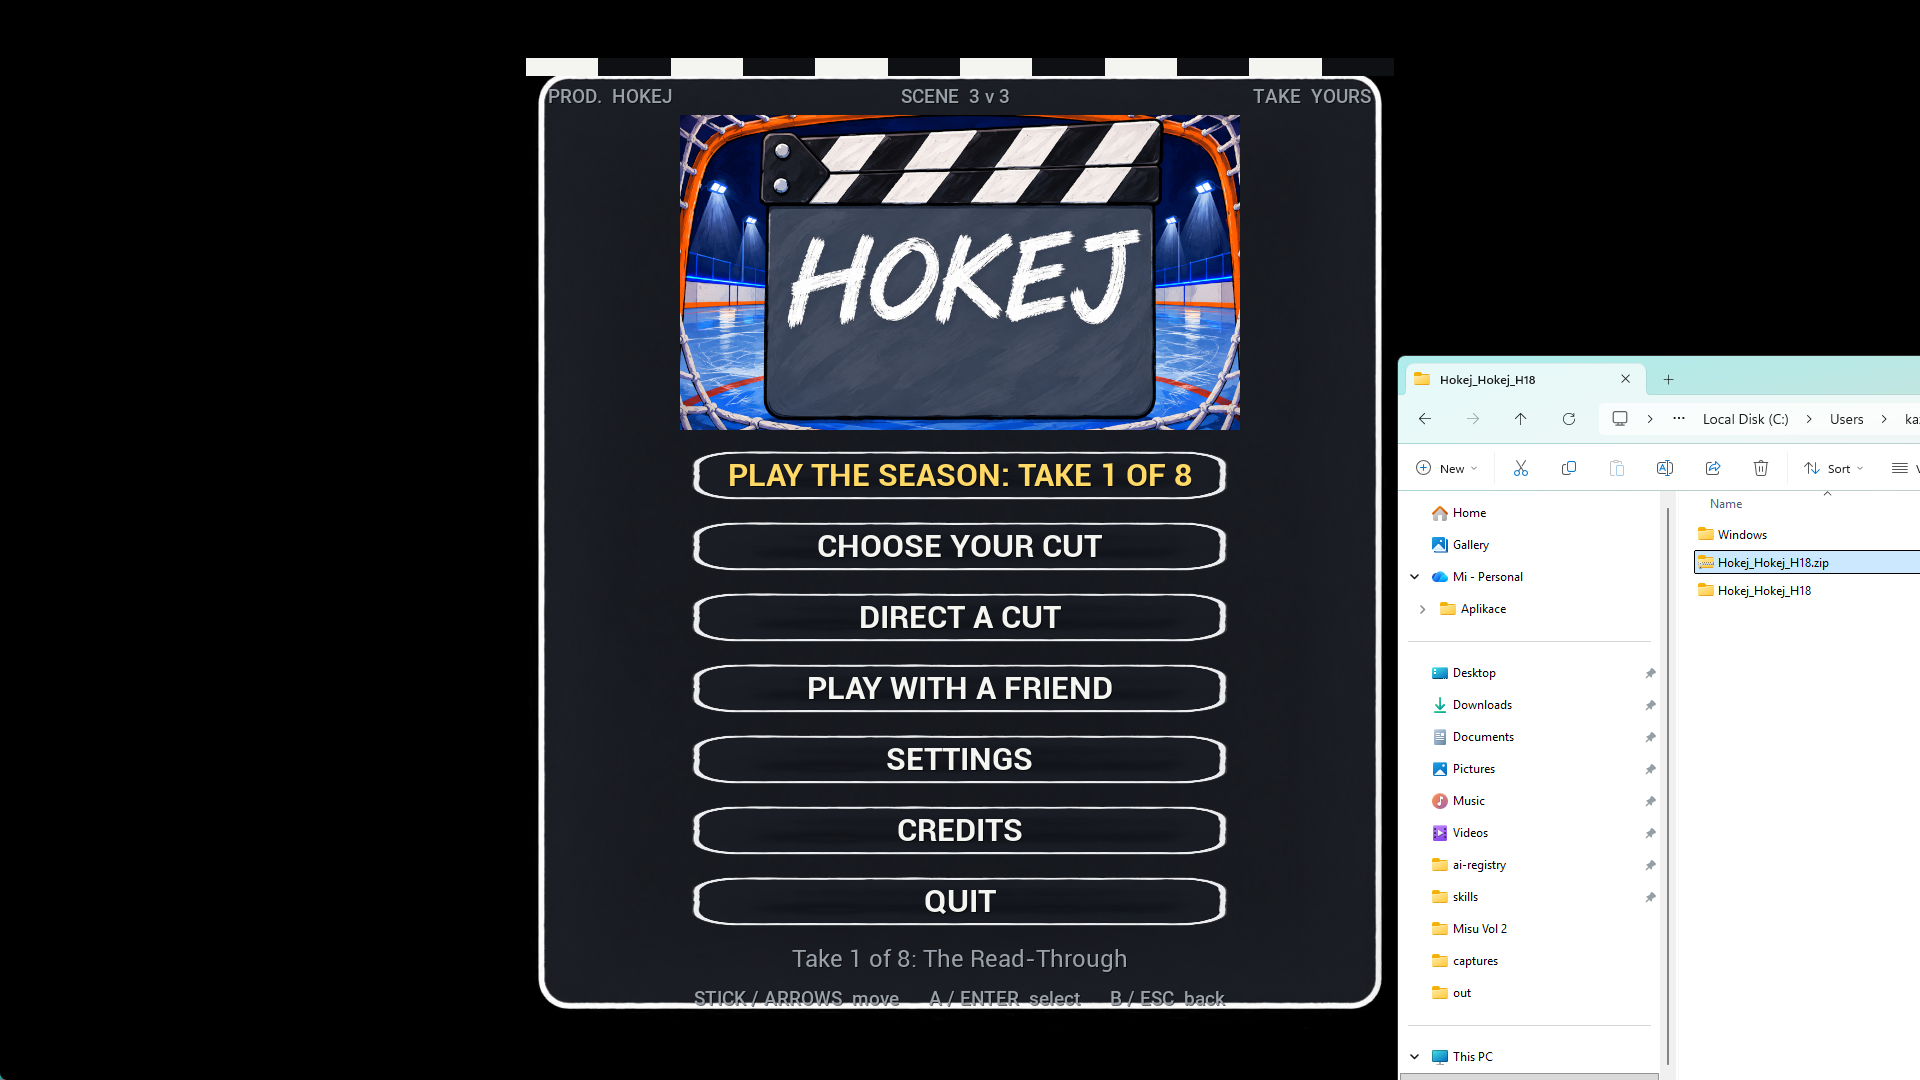 PROD. HOKEJ
SCENE 3 v 3
TAKE YOURS
HOKEJ
PLAY THE SEASON: TAKE 1 OF 8
CHOOSE YOUR CUT
DIRECT A CUT
PLAY WITH A FRIEND
SETTINGS
CREDITS
QUIT
Take 1 of 8: The Read-Through
STICK / ARROWS move A / ENTER select B / ESC back
Hokej_Hokej_H18
Local Disk (C:) Users
New Sort
Name
Home
Gallery
Mi - Personal
Aplikace
Desktop
Downloads
Documents
Pictures
Music
Videos
ai-registry
skills
Misu Vol 2
captures
out
This PC
Windows
Hokej_Hokej_H18.zip
Hokej_Hokej_H18